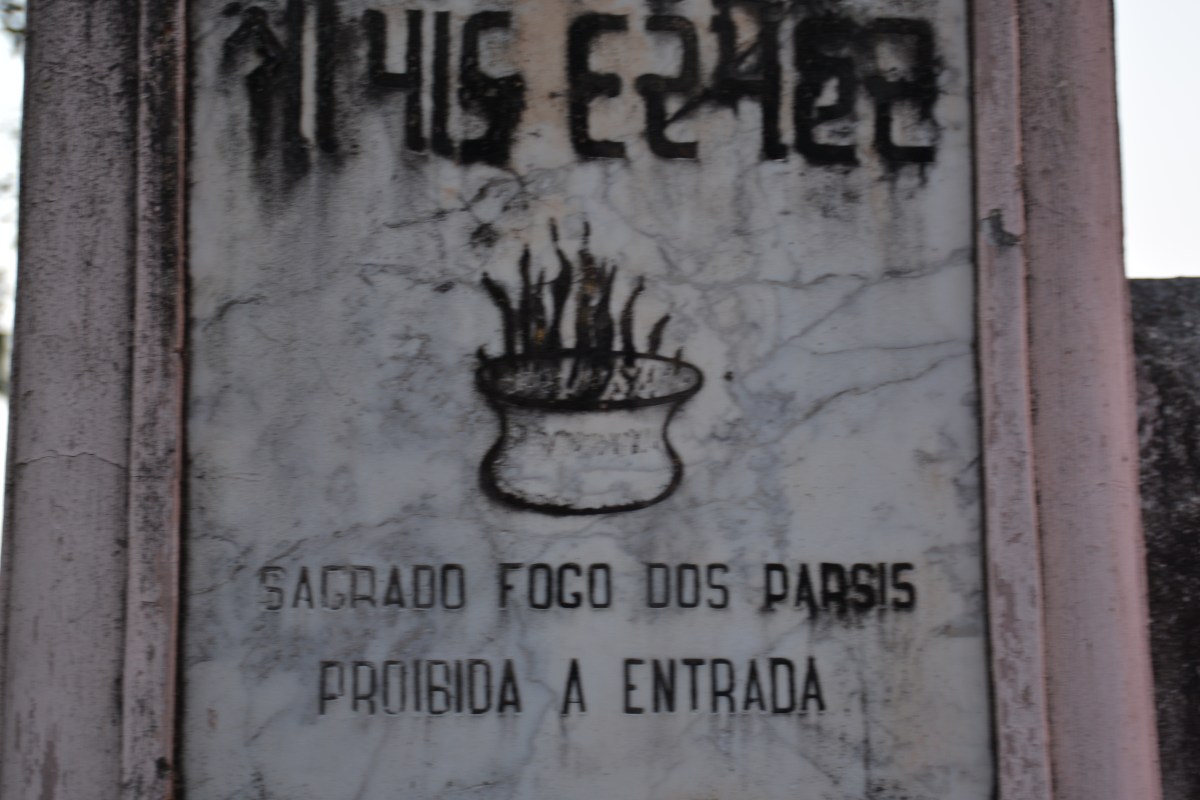 પાક
SAGRADO FOGO DOS PARSIS
PROIBIDA A ENTRADA